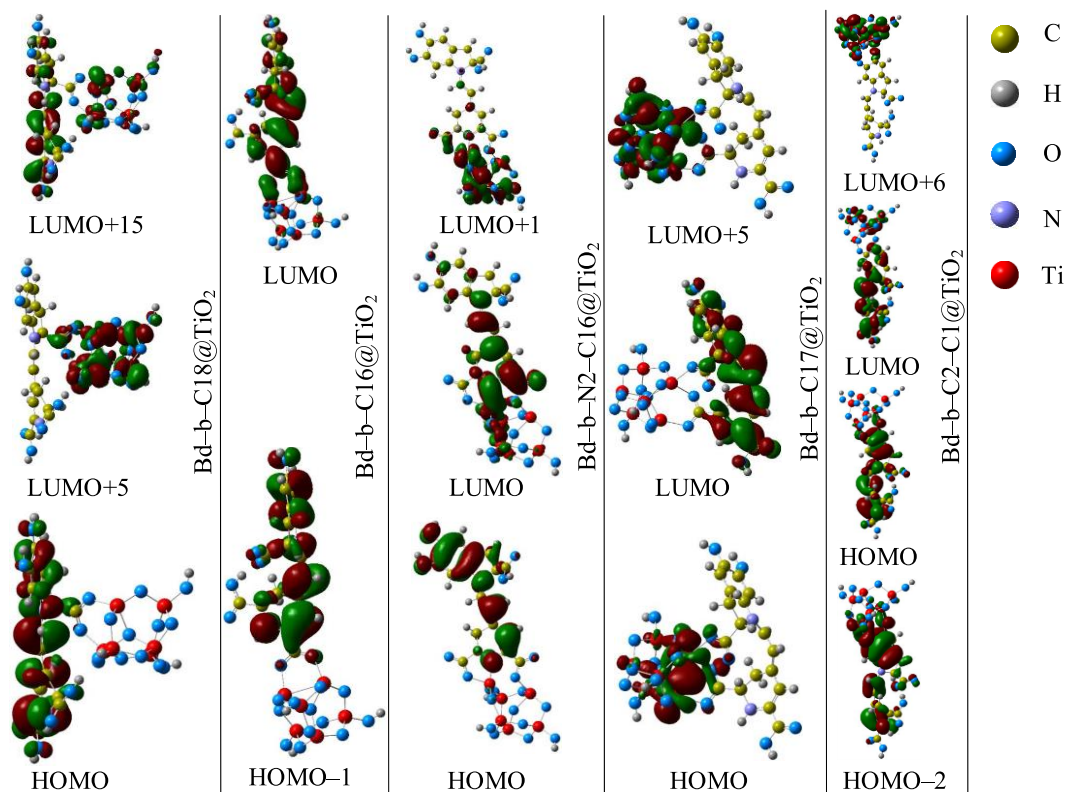 LUMO+15
LUMO+5
HOMO
Bd–b–C18@TiO₂
LUMO
HOMO–1
Bd–b–C16@TiO₂
LUMO+1
LUMO
HOMO
Bd–b–N2–C16@TiO₂
LUMO+5
LUMO
HOMO
Bd–b–C17@TiO₂
LUMO+6
LUMO
HOMO
HOMO–2
Bd–b–C2–C1@TiO₂
C
H
O
N
Ti